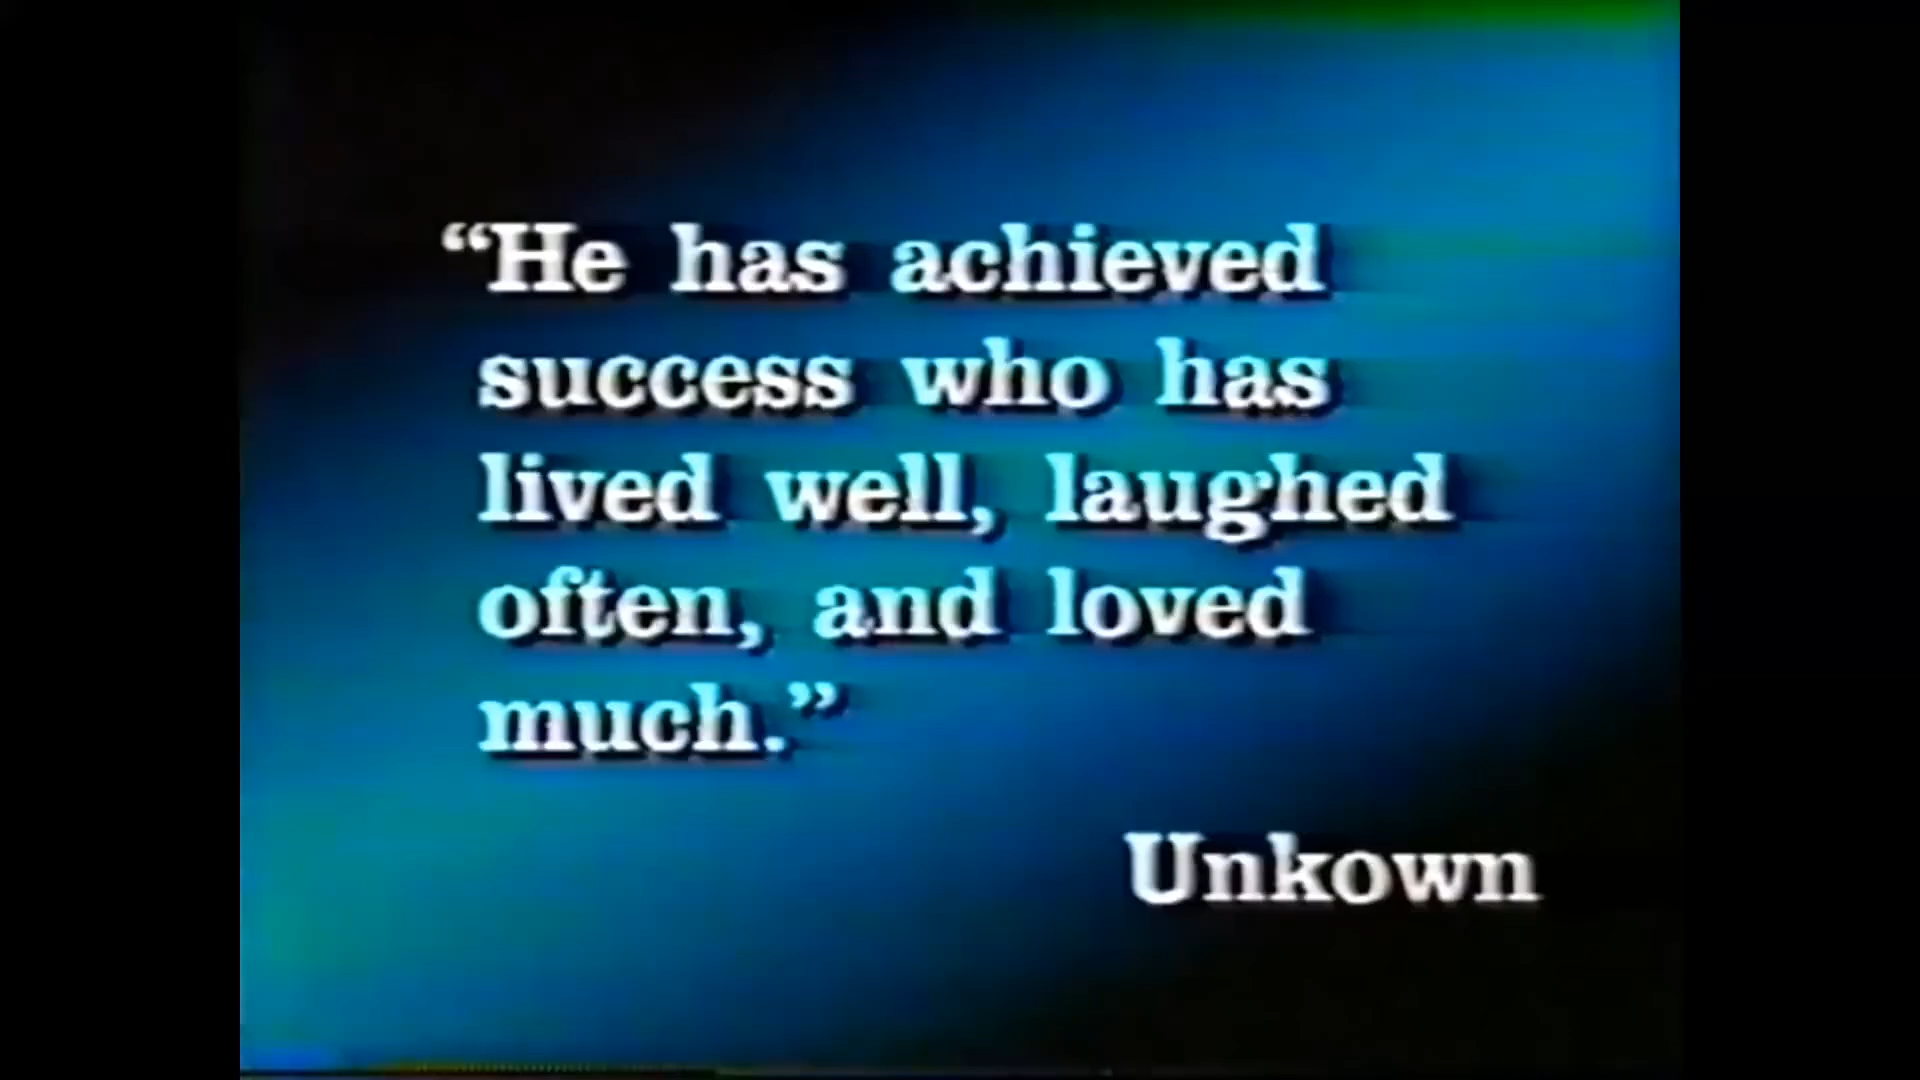 “He has achieved
success who has
lived well, laughed
often, and loved
much.”
Unkown